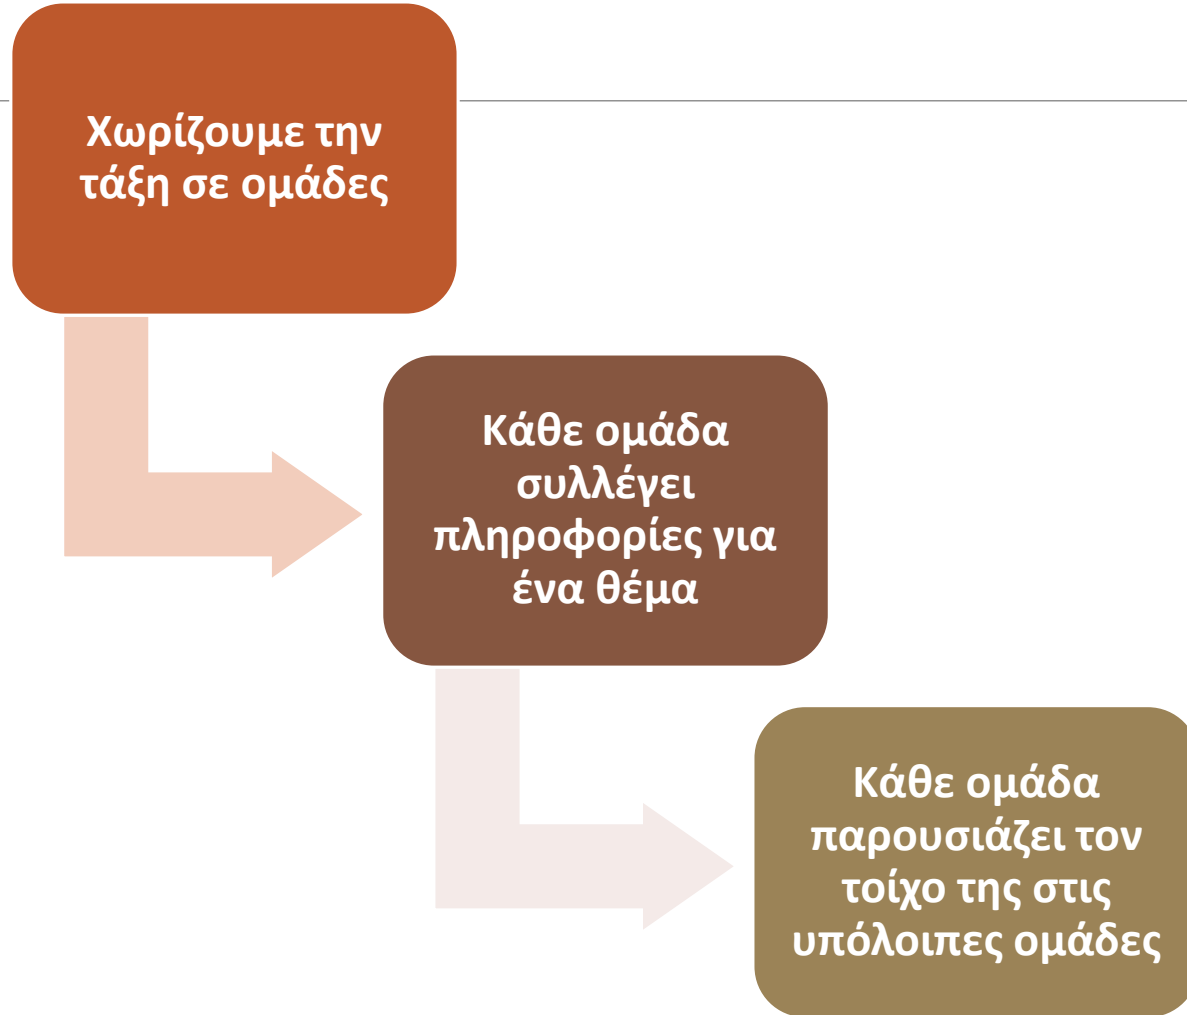 Χωρίζουμε την
τάξη σε ομάδες
Κάθε ομάδα
συλλέγει
πληροφορίες για
ένα θέμα
Κάθε ομάδα
παρουσιάζει τον
τοίχο της στις
υπόλοιπες ομάδες